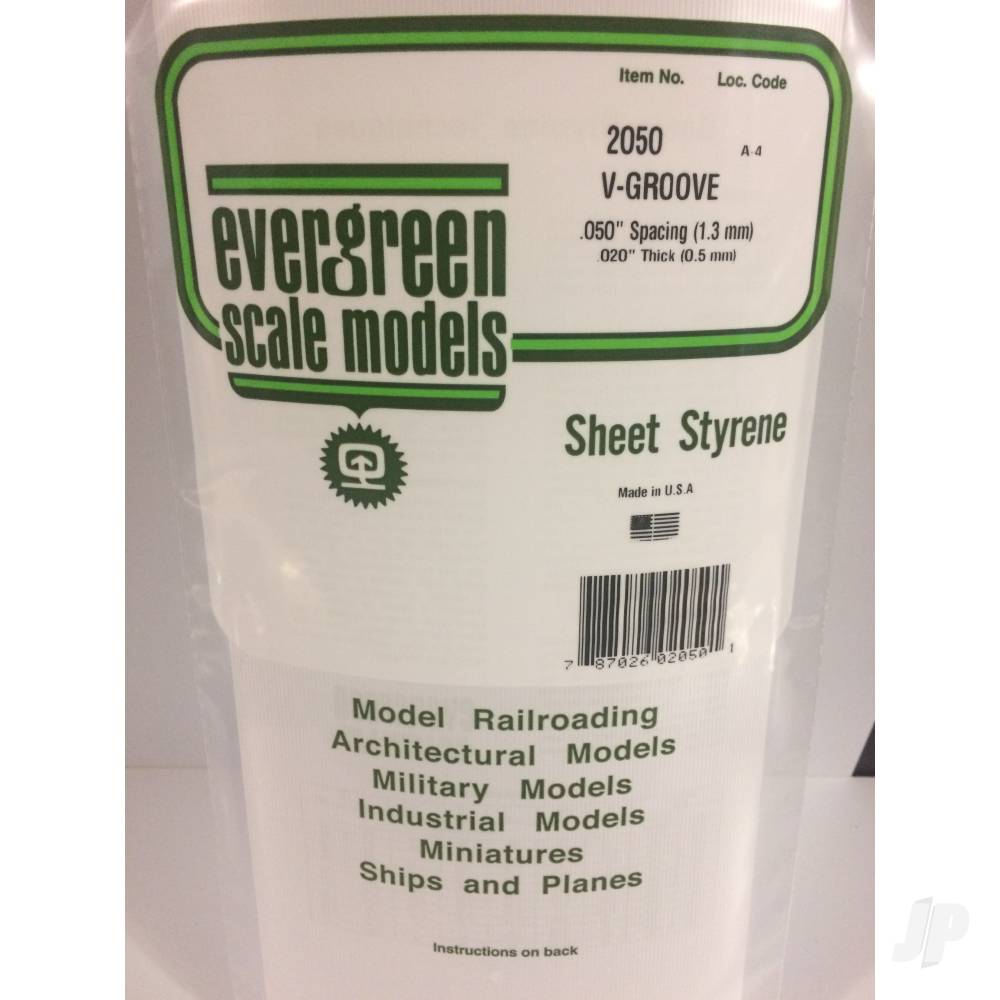 Item No. Loc. Code
2050 A-4
V-GROOVE
.050" Spacing (1.3 mm)
.020" Thick (0.5 mm)
evergreen
scale models
Sheet Styrene
Made in U.S.A
7 87026 02050 1
Model Railroading
Architectural Models
Military Models
Industrial Models
Miniatures
Ships and Planes
Instructions on back
JP